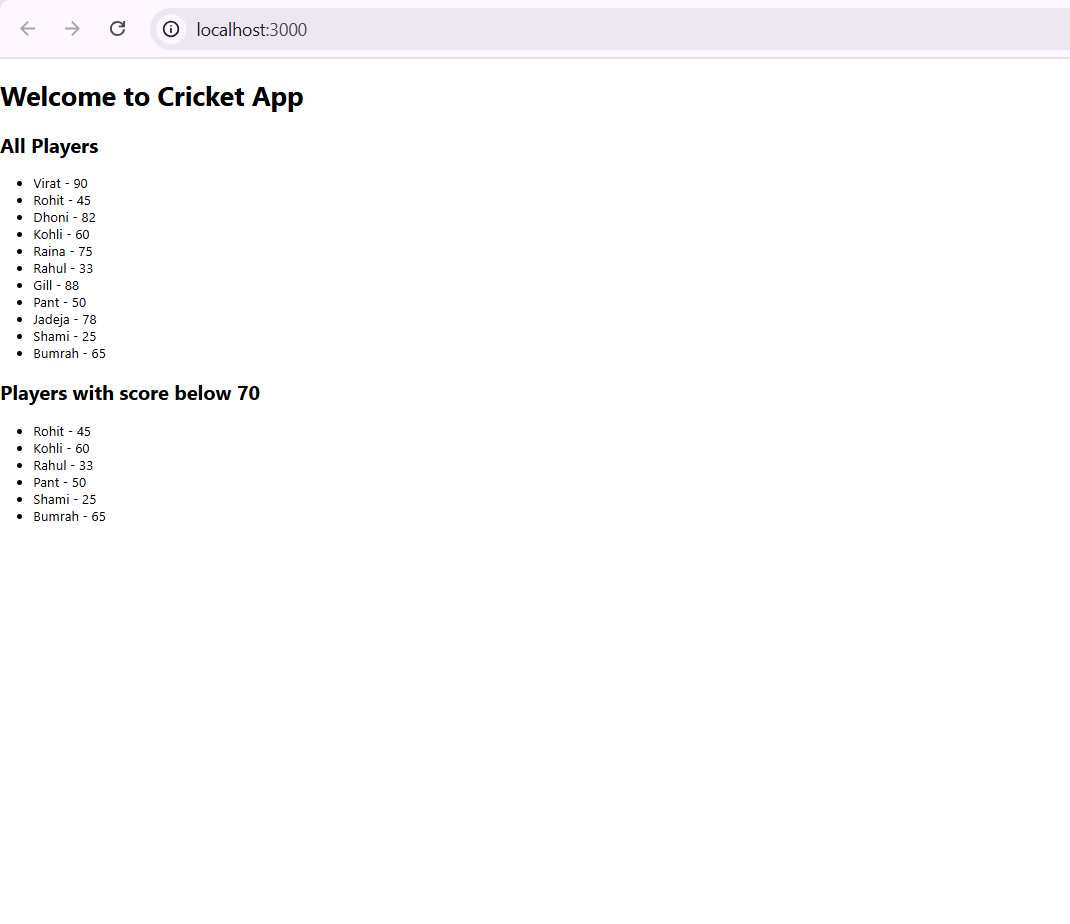 localhost:3000
Welcome to Cricket App
All Players
Virat - 90
Rohit - 45
Dhoni - 82
Kohli - 60
Raina - 75
Rahul - 33
Gill - 88
Pant - 50
Jadeja - 78
Shami - 25
Bumrah - 65
Players with score below 70
Rohit - 45
Kohli - 60
Rahul - 33
Pant - 50
Shami - 25
Bumrah - 65